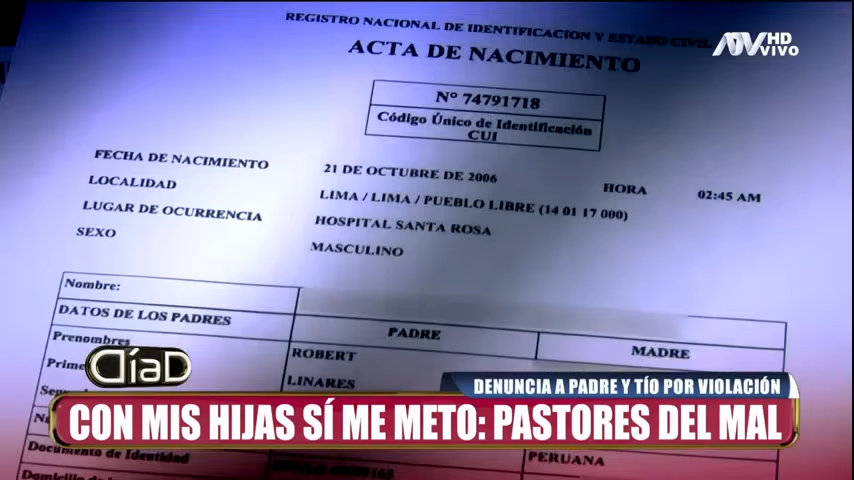 REGISTRO NACIONAL DE IDENTIFICACION Y ESTADO CIVIL
ATV HD
VIVO
ACTA DE NACIMIENTO
N° 74791718
Código Único de Identificación
CUI
FECHA DE NACIMIENTO 21 DE OCTUBRE DE 2006 HORA 02:45 AM
LOCALIDAD LIMA / LIMA / PUEBLO LIBRE (14 01 17 000)
LUGAR DE OCURRENCIA HOSPITAL SANTA ROSA
SEXO MASCULINO
Nombre:
DATOS DE LOS PADRES PADRE MADRE
Prenombres ROBERT
LINARES
DíaD
DENUNCIA A PADRE Y TÍO POR VIOLACIÓN
CON MIS HIJAS SÍ ME METO: PASTORES DEL MAL
Documento de Identidad
PERUANA